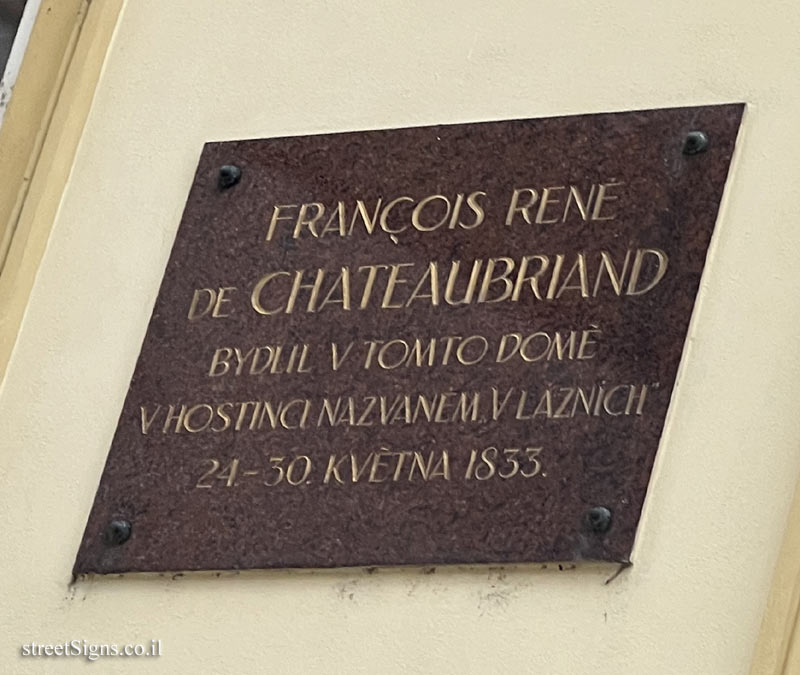 FRANÇOIS RENÉ
DE CHATEAUBRIAND
BYDLIL V TOMTO DOMĚ
V HOSTINCI NAZVANÉM „V LÁZNÍCH“
24.–30. KVĚTNA 1833.
streetSigns.co.il